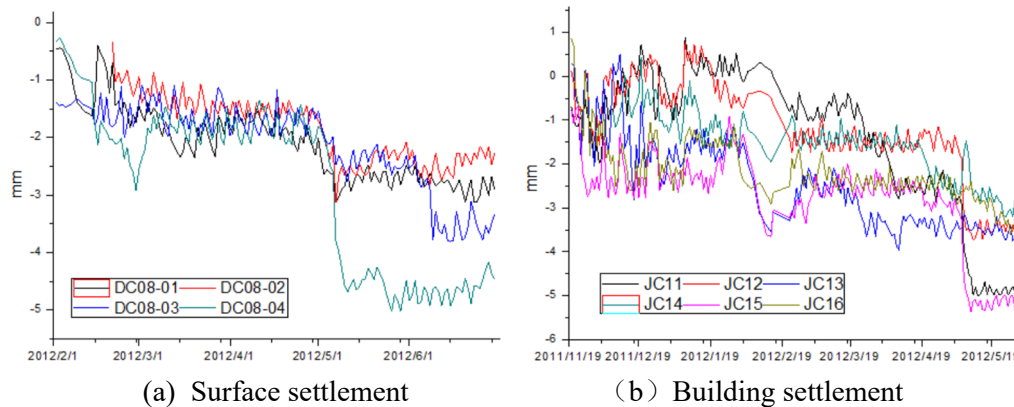 0
-1
-2
-3
-4
-5
mm
DC08-01 DC08-02
DC08-03 DC08-04
2012/2/1 2012/3/1 2012/4/1 2012/5/1 2012/6/1
(a) Surface settlement
1
0
-1
-2
-3
-4
-5
-6
mm
JC11 JC12 JC13
JC14 JC15 JC16
2011/11/19 2011/12/19 2012/1/19 2012/2/19 2012/3/19 2012/4/19 2012/5/19
(b) Building settlement